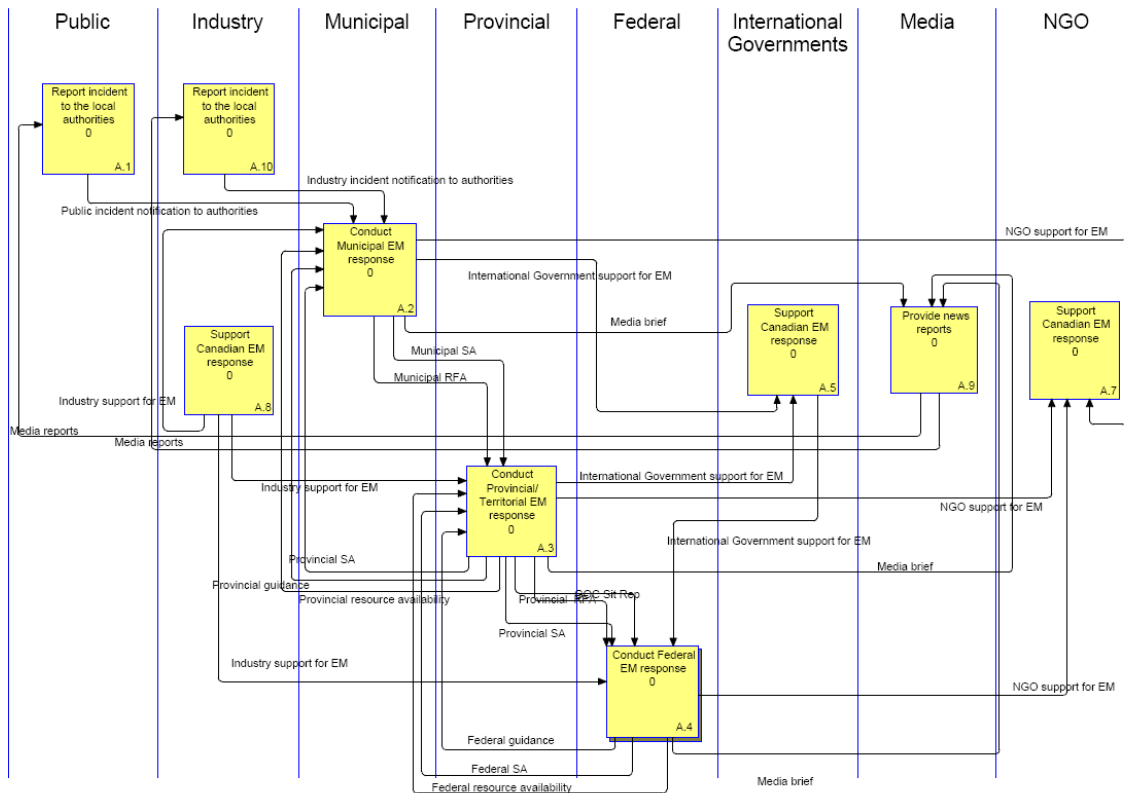 Public
Industry
Municipal
Provincial
Federal
International
Governments
Media
NGO
Report incident
to the local
authorities
0
A.1
Report incident
to the local
authorities
0
A.10
Industry incident notification to authorities
Public incident notification to authorities
Conduct
Municipal EM
response
0
A.2
NGO support for EM
International Government support for EM
Media brief
Support
Canadian EM
response
0
A.8
Support
Canadian EM
response
0
A.5
Provide news
reports
0
A.9
Support
Canadian EM
response
0
A.7
Municipal SA
Municipal RFA
Industry support for EM
Media reports
Media reports
Conduct
Provincial/
Territorial EM
response
0
A.3
Industry support for EM
International Government support for EM
NGO support for EM
International Government support for EM
Provincial SA
Media brief
Provincial guidance
Provincial resource availability
Provincial RFA
GOC Sit Rep
Provincial SA
Conduct Federal
EM response
0
A.4
Industry support for EM
NGO support for EM
Federal guidance
Federal SA
Federal resource availability
Media brief